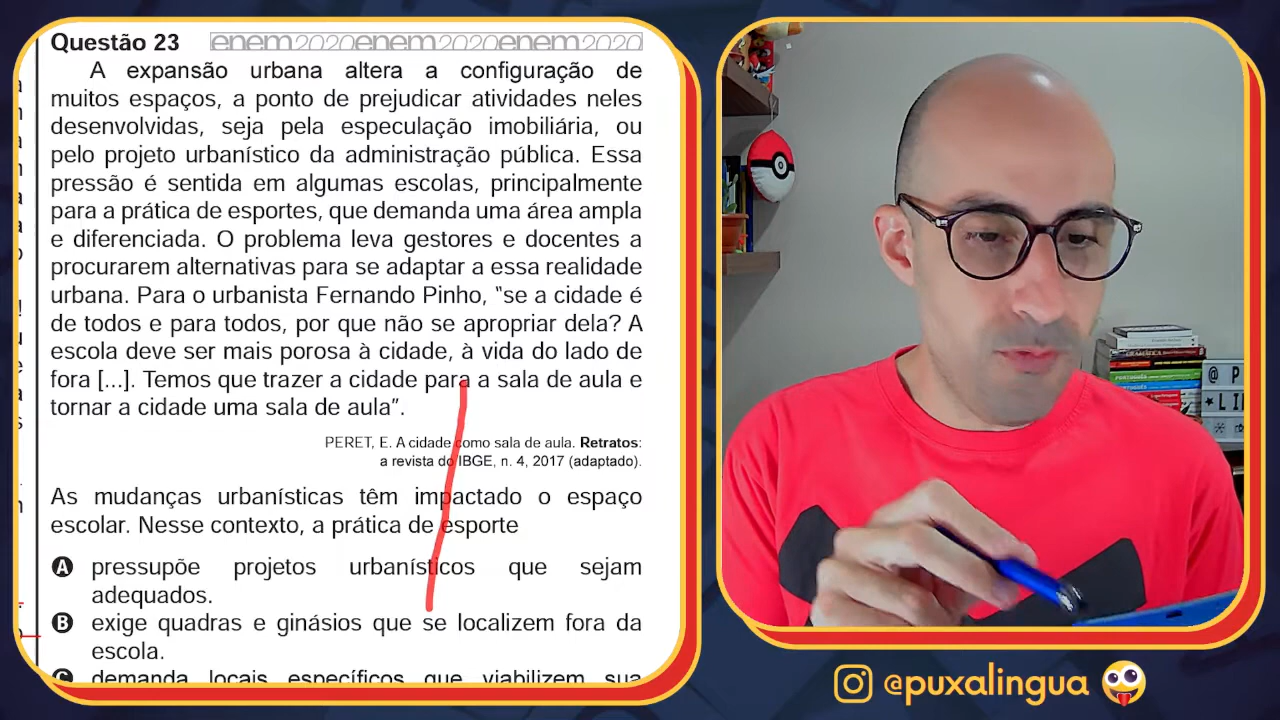 Questão 23 enem2020enem2020enem2020
A expansão urbana altera a configuração de
muitos espaços, a ponto de prejudicar atividades neles
desenvolvidas, seja pela especulação imobiliária, ou
pelo projeto urbanístico da administração pública. Essa
pressão é sentida em algumas escolas, principalmente
para a prática de esportes, que demanda uma área ampla
e diferenciada. O problema leva gestores e docentes a
procurarem alternativas para se adaptar a essa realidade
urbana. Para o urbanista Fernando Pinho, "se a cidade é
de todos e para todos, por que não se apropriar dela? A
escola deve ser mais porosa à cidade, à vida do lado de
fora [...]. Temos que trazer a cidade para a sala de aula e
tornar a cidade uma sala de aula”.
PERET, E. A cidade como sala de aula. Retratos:
a revista do IBGE, n. 4, 2017 (adaptado).
As mudanças urbanísticas têm impactado o espaço
escolar. Nesse contexto, a prática de esporte
A pressupõe projetos urbanísticos que sejam
adequados.
B exige quadras e ginásios que se localizem fora da
escola.
C demanda locais específicos que viabilizem sua
@puxalingua